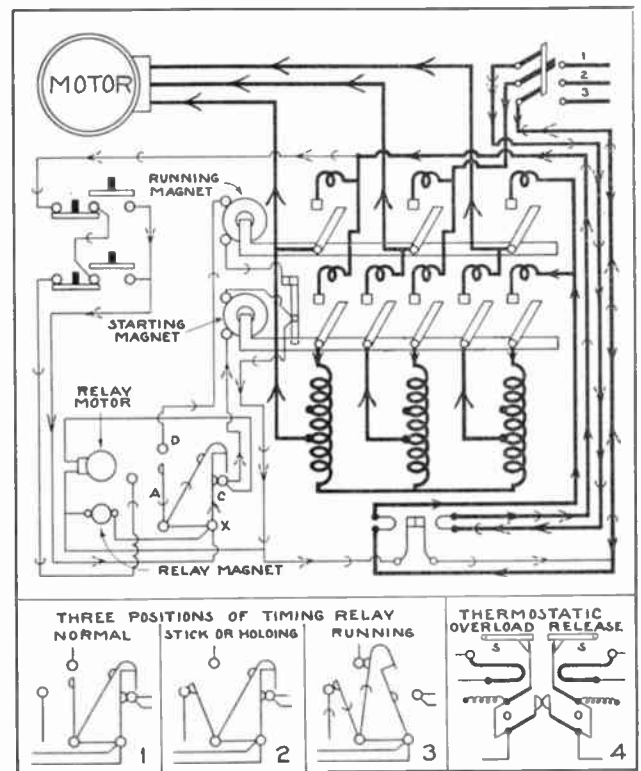 MOTOR
1
2
3
RUNNING
MAGNET
STARTING
MAGNET
RELAY
MOTOR
D
A
C
X
RELAY MAGNET
THREE POSITIONS OF TIMING RELAY
NORMAL
STICK OR HOLDING
RUNNING
1
2
3
THERMOSTATIC
OVERLOAD RELEASE
S
S
4